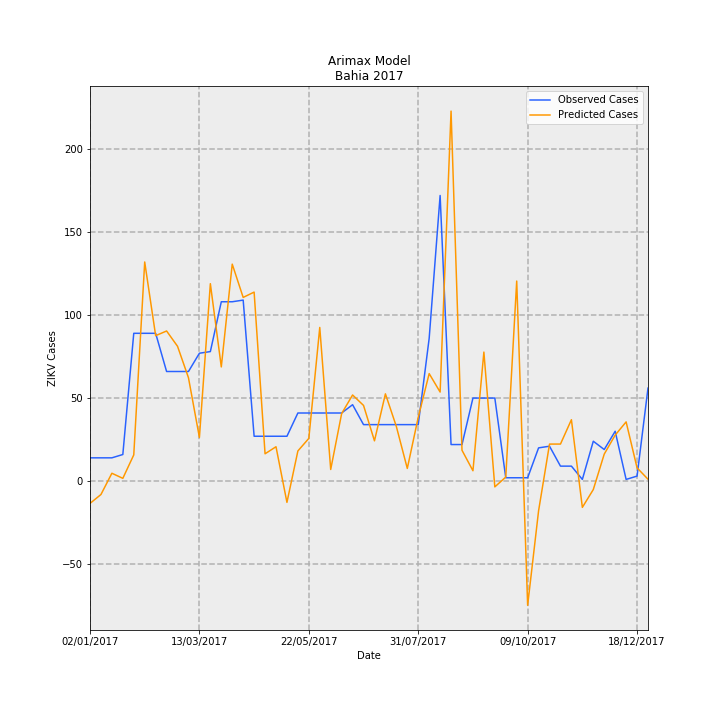 Arimax Model
Bahia 2017
Observed Cases
Predicted Cases
200
150
100
50
0
−50
ZIKV Cases
02/01/2017 13/03/2017 22/05/2017 31/07/2017 09/10/2017 18/12/2017
Date